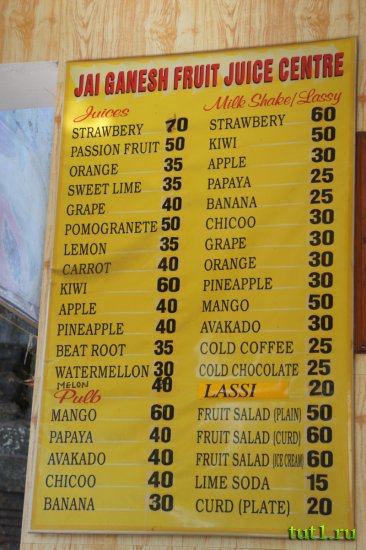 JAI GANESH FRUIT JUICE CENTRE
Juices
STRAWBERY 70
PASSION FRUIT 50
ORANGE 35
SWEET LIME 35
GRAPE 40
POMOGRANETE 50
LEMON 35
CARROT 40
KIWI 60
APPLE 40
PINEAPPLE 40
BEAT ROOT 35
WATERMELLON 30
MELON 40
Pulb
MANGO 60
PAPAYA 40
AVAKADO 40
CHICOO 40
BANANA 30
Milk Shake/Lassy
STRAWBERY 60
KIWI 50
APPLE 30
PAPAYA 25
BANANA 25
CHICOO 30
GRAPE 30
ORANGE 30
PINEAPPLE 30
MANGO 50
AVAKADO 30
COLD COFFEE 25
COLD CHOCOLATE 25
LASSI 20
FRUIT SALAD (PLAIN) 50
FRUIT SALAD (CURD) 60
FRUIT SALAD (ICE CREAM) 60
LIME SODA 15
CURD (PLATE) 20
tut1.ru